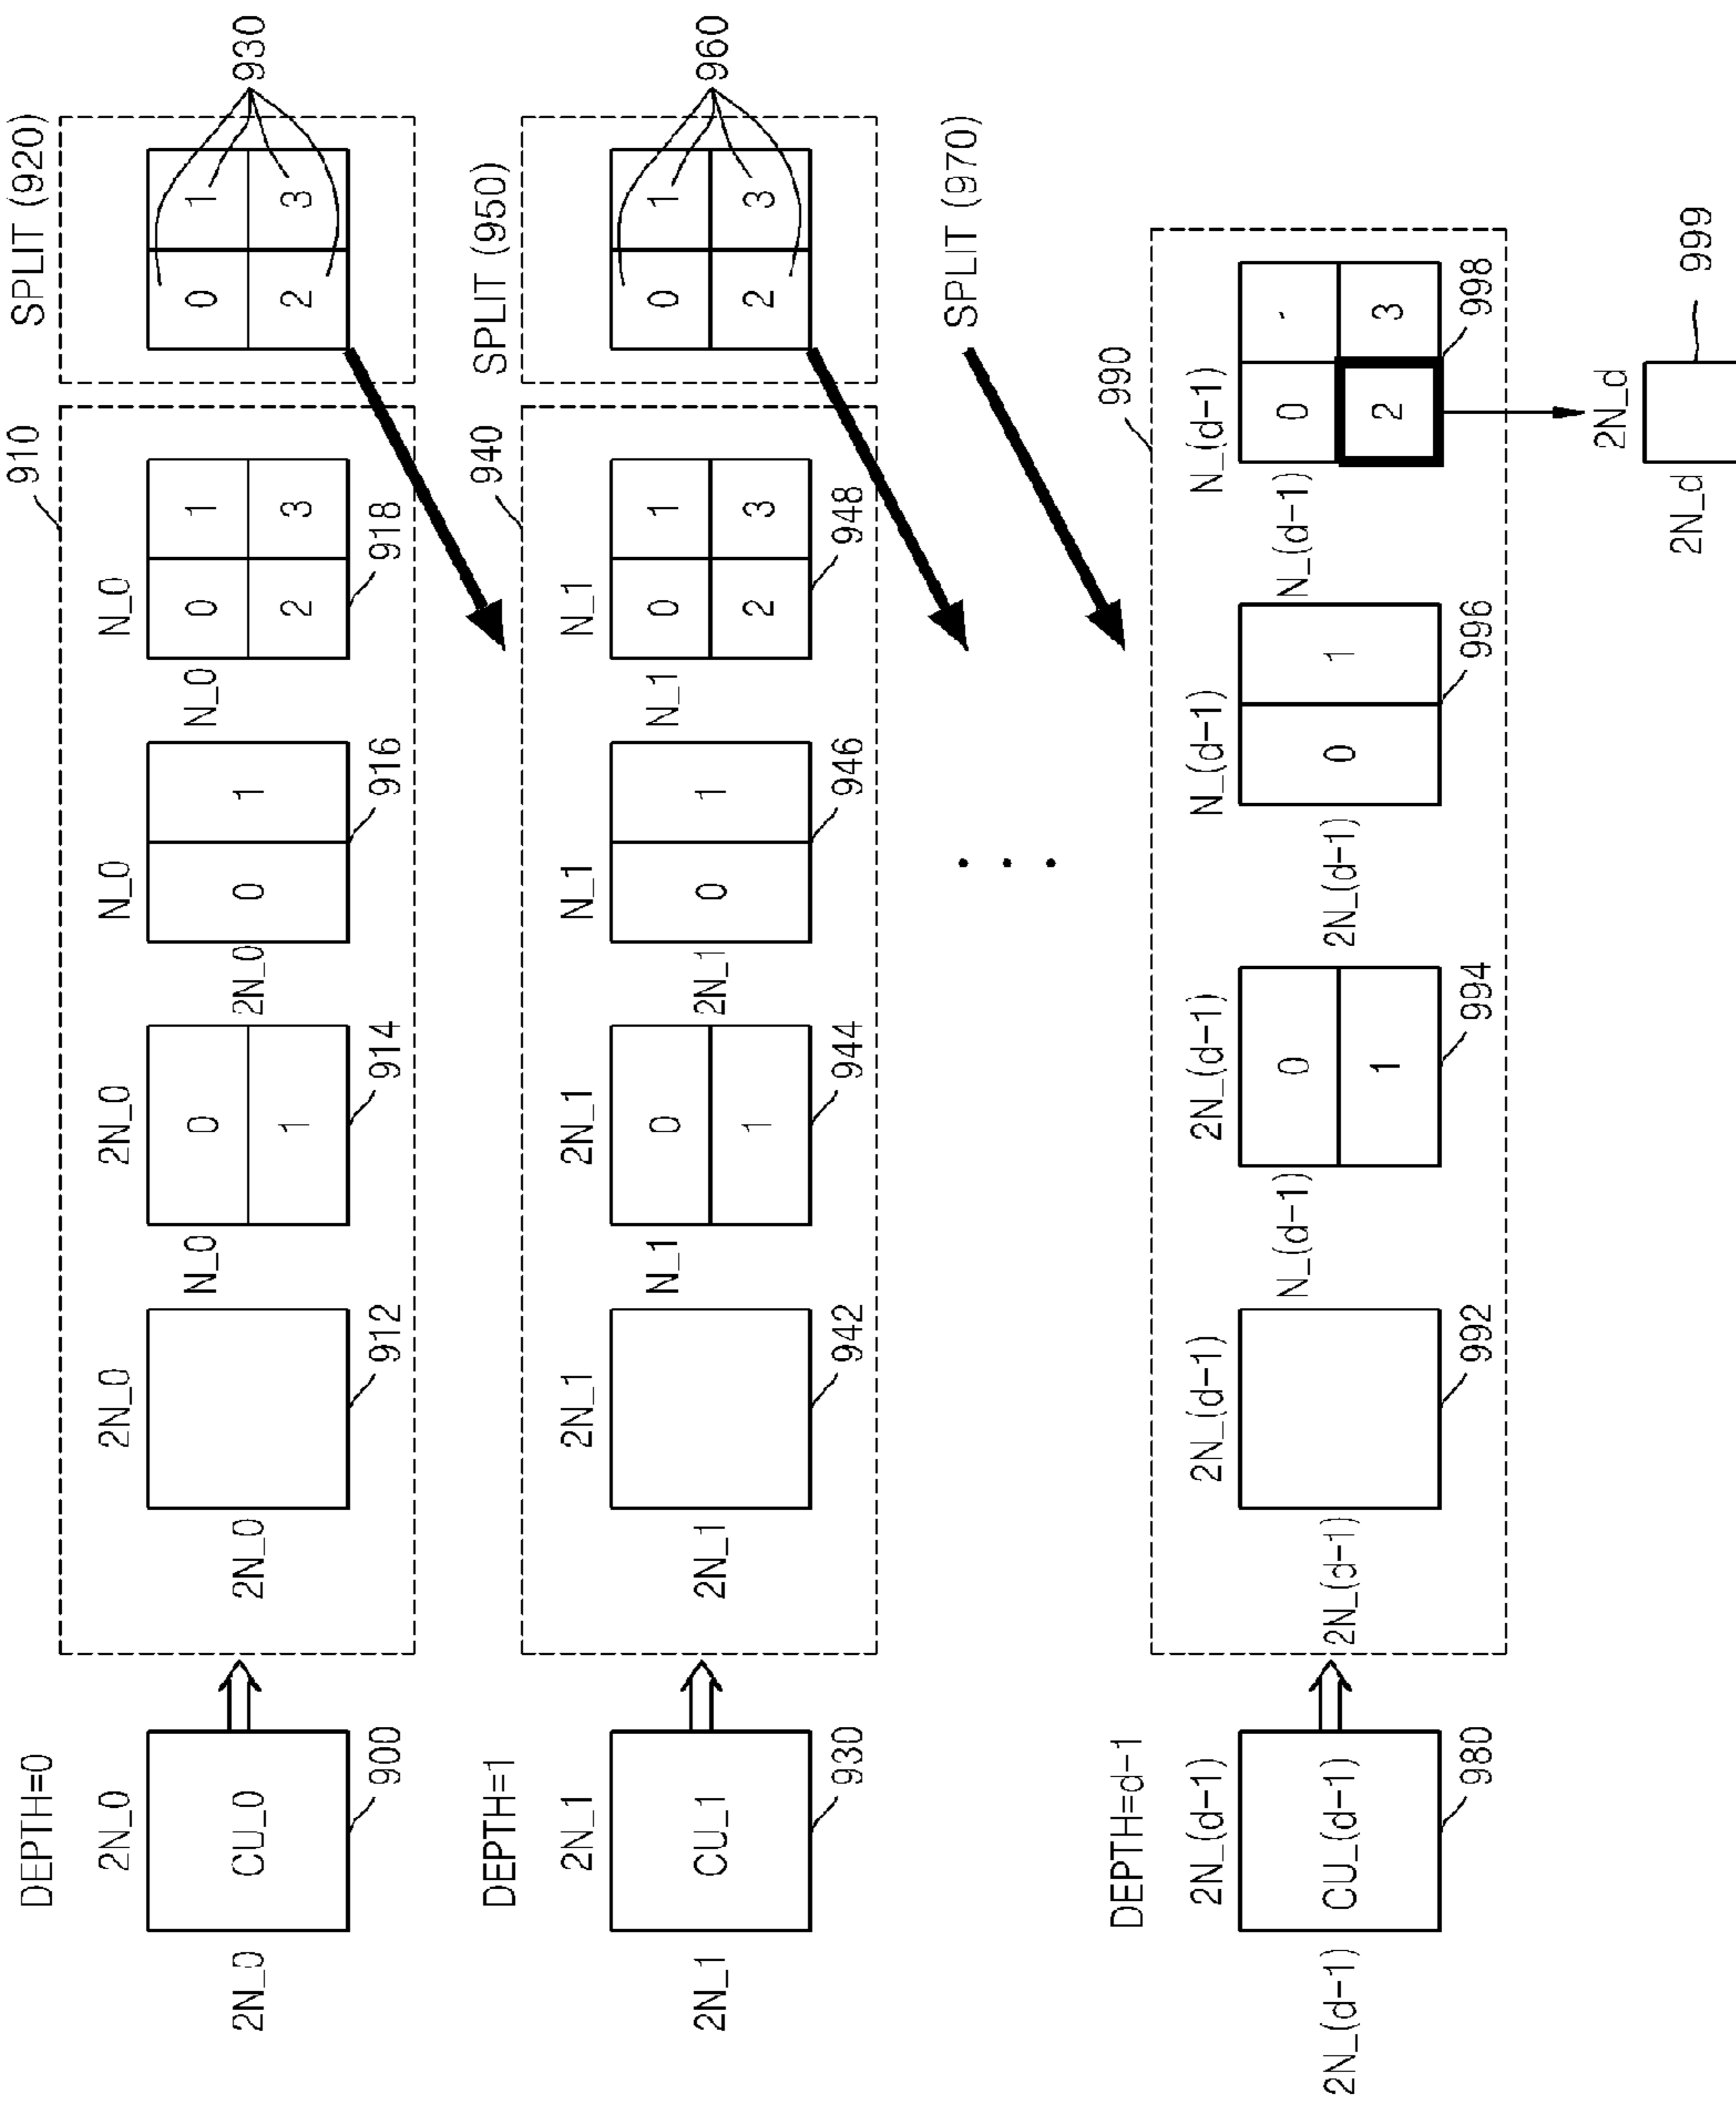 DEPTH=0
SPLIT (920)
910
2N_0
2N_0
2N_0
N_0
N_0
930
2N_0
CU_0
2N_0
N_0
0
1
2N_0
0
1
N_0
0
1
2
3
0
1
2
3
900
912
914
916
918
DEPTH=1
SPLIT (950)
940
2N_1
2N_1
2N_1
N_1
N_1
960
2N_1
CU_1
2N_1
N_1
0
1
2N_1
0
1
N_1
0
1
2
3
0
1
2
3
930
942
944
946
948
SPLIT (970)
DEPTH=d-1
990
2N_(d-1)
2N_(d-1)
2N_(d-1)
N_(d-1)
N_(d-1)
2N_(d-1)
CU_(d-1)
2N_(d-1)
N_(d-1)
0
1
2N_(d-1)
0
1
N_(d-1)
0
2
3
980
992
994
996
998
2N_d
2N_d
999